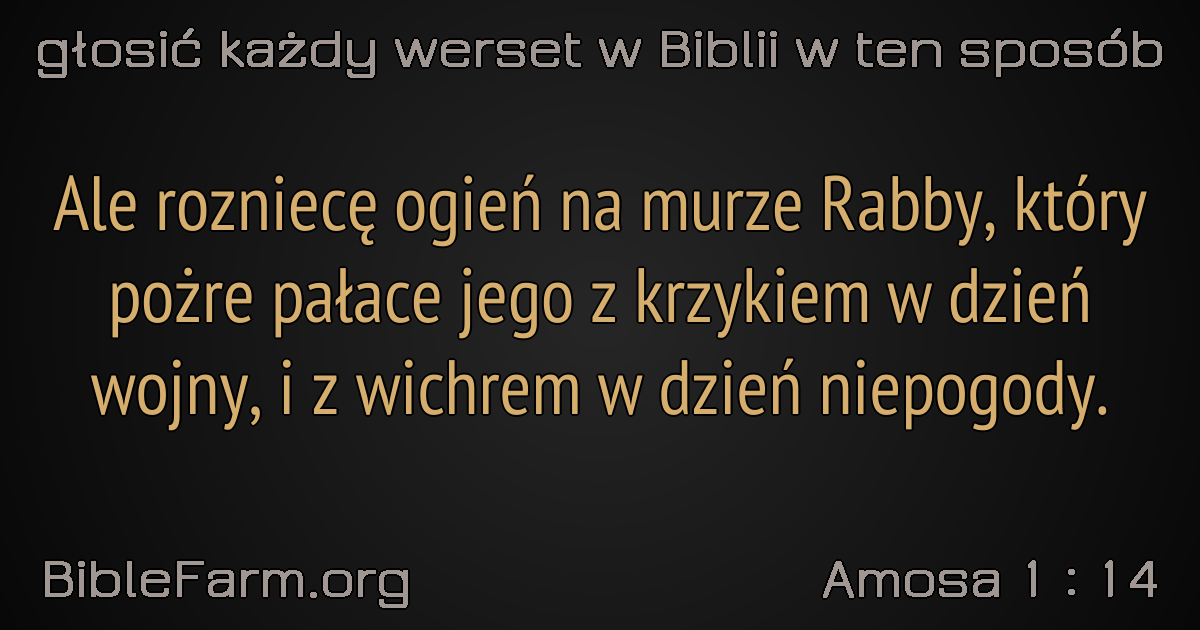 głosić każdy werset w Biblii w ten sposób
Ale rozniecę ogień na murze Rabby, który
pożre pałace jego z krzykiem w dzień
wojny, i z wichrem w dzień niepogody.
BibleFarm.org
Amosa 1 : 14